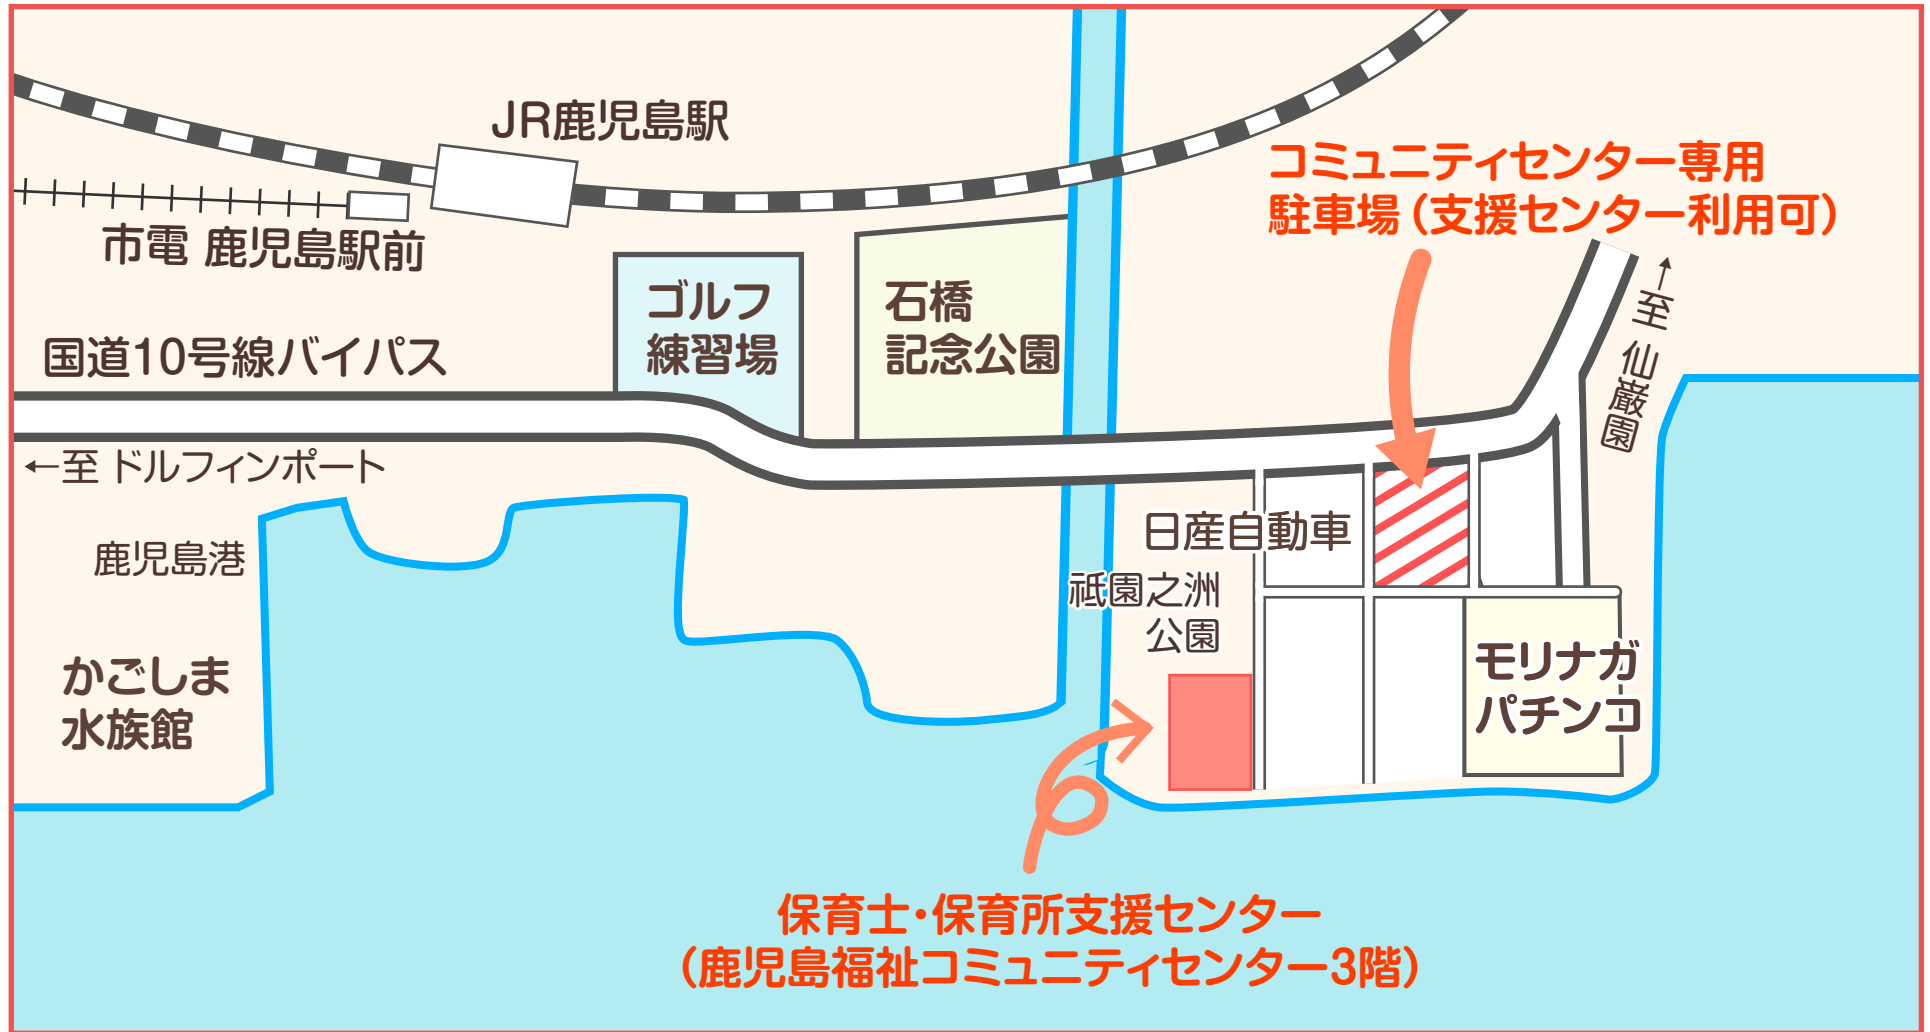 JR鹿児島駅
コミュニティセンター専用
駐車場(支援センター利用可)
市電 鹿児島駅前
ゴルフ
練習場
石橋
記念公園
国道10号線バイパス
→至 仙巌園
←至 ドルフィンポート
日産自動車
鹿児島港
祇園之洲
公園
かごしま
水族館
モリナガ
パチンコ
保育士・保育所支援センター
(鹿児島福祉コミュニティセンター3階)